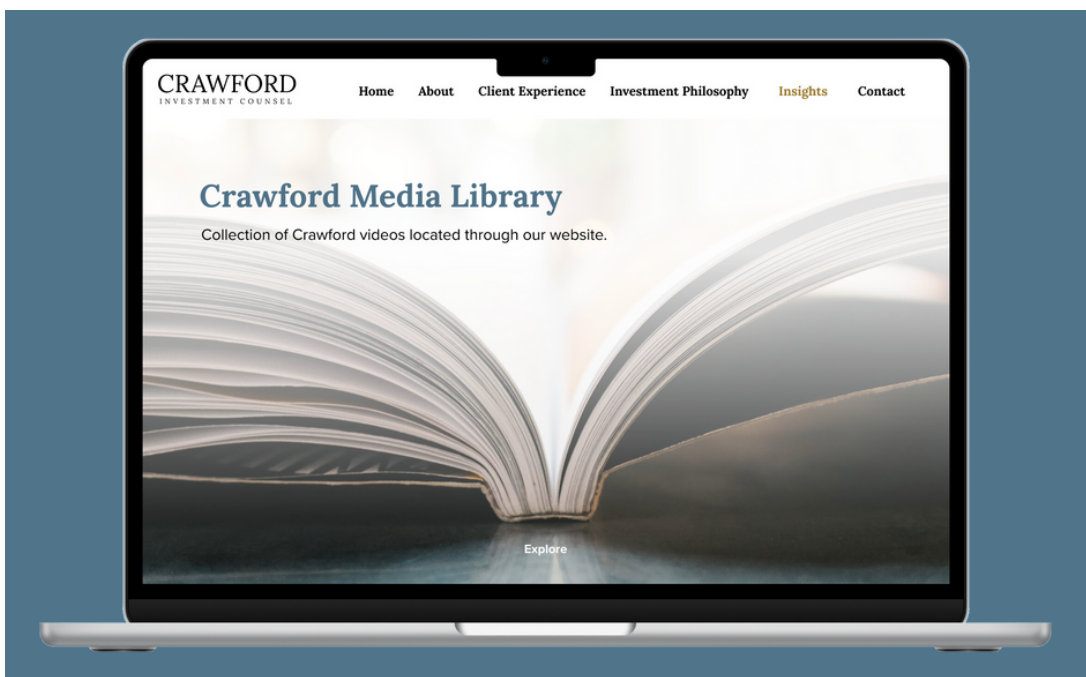 CRAWFORD
INVESTMENT COUNSEL
Home About Client Experience Investment Philosophy Insights Contact
Crawford Media Library
Collection of Crawford videos located through our website.
Explore